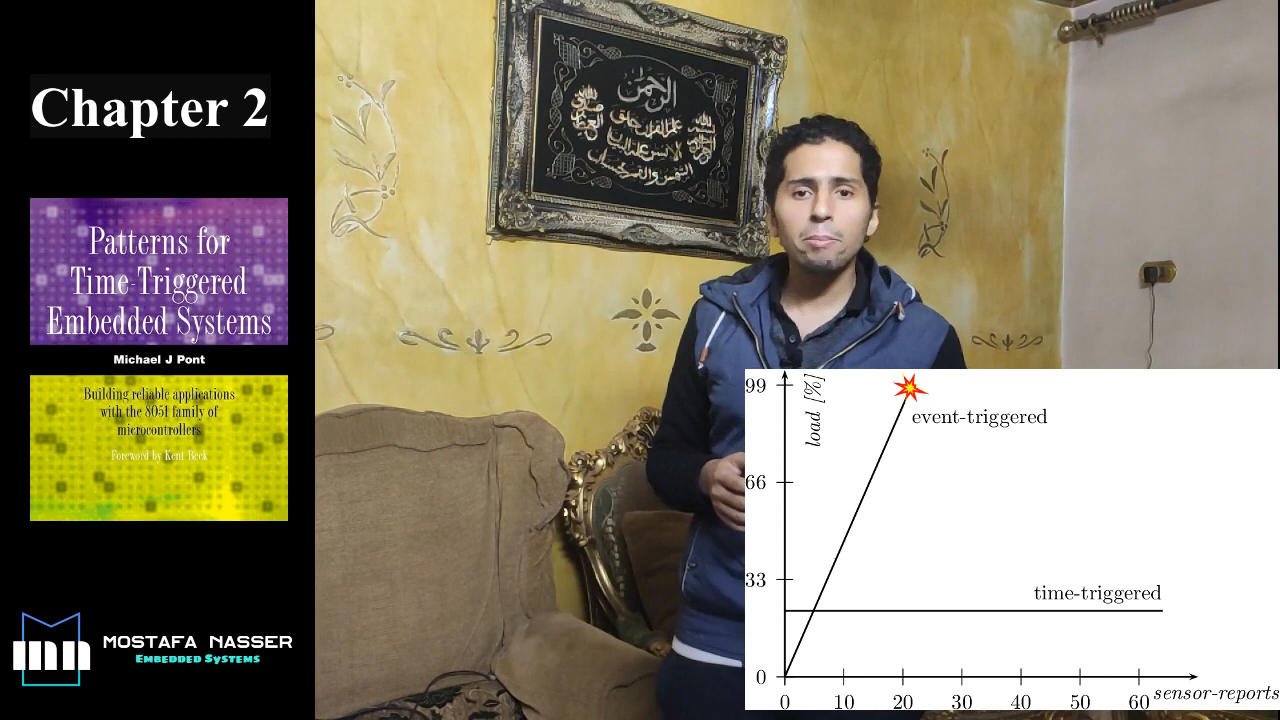 Chapter 2
Patterns for
Time-Triggered
Embedded Systems
Michael J Pont
Building reliable applications
with the 8051 family of
microcontrollers
Foreword by Kent Beck
mn
MOSTAFA NASSER
EMBEDDED SYSTEMS
الرحمن
load [%]
99
66
33
0
event-triggered
time-triggered
0 10 20 30 40 50 60
sensor-reports